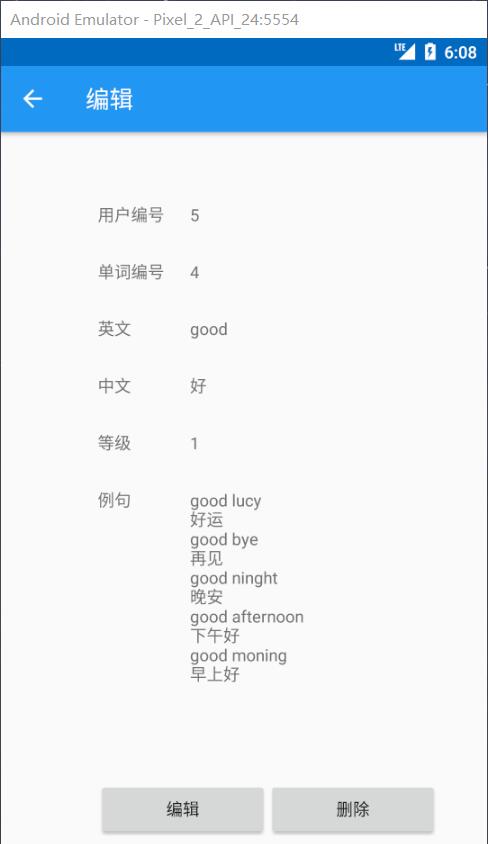 Android Emulator - Pixel_2_API_24:5554
LTE 6:08
编辑
用户编号 5
单词编号 4
英文 good
中文 好
等级 1
例句 good lucy
好运
good bye
再见
good ninght
晚安
good afternoon
下午好
good moning
早上好
编辑 删除